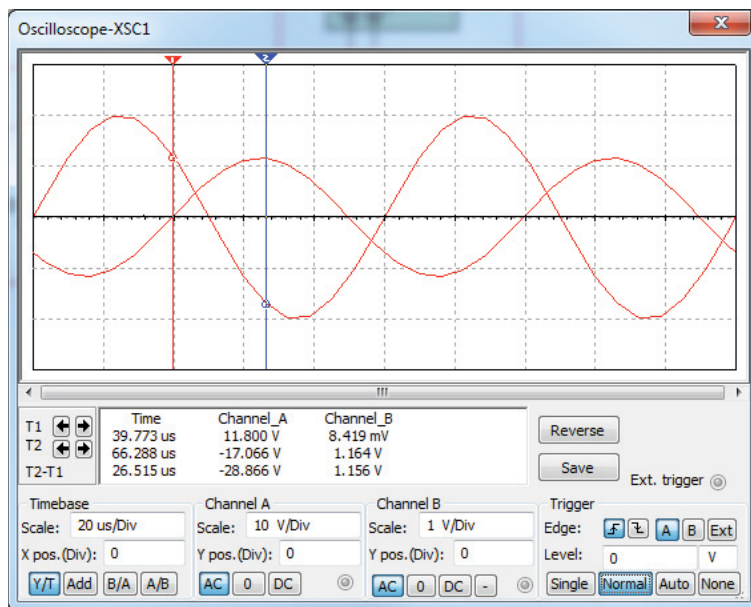 Oscilloscope-XSC1
1 2
Time Channel_A Channel_B
T1 39.773 us 11.800 V 8.419 mV
T2 66.288 us -17.066 V 1.164 V
T2-T1 26.515 us -28.866 V 1.156 V
Reverse
Save
Ext. trigger
Timebase Channel A Channel B Trigger
Scale: 20 us/Div Scale: 10 V/Div Scale: 1 V/Div Edge: A B Ext
X pos.(Div): 0 Y pos.(Div): 0 Y pos.(Div): 0 Level: 0 V
Y/T Add B/A A/B AC 0 DC AC 0 DC - Single Normal Auto None